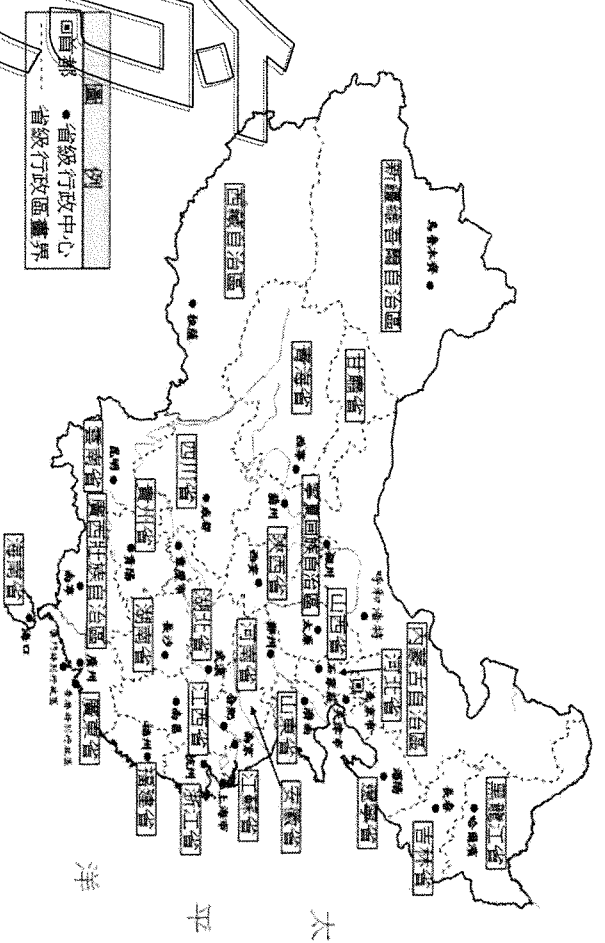 黑龍江省
哈爾濱
新疆維吾爾自治區
烏魯木齊
內蒙古自治區
吉林省
長春
河北省
遼寧省
瀋陽
甘肅省
呼和浩特
北京市
天津市
石家莊
山西省
太原
寧夏回族自治區
銀川
青海省
西寧
蘭州
山東省
濟南
陝西省
西安
河南省
鄭州
安徽省
合肥
江蘇省
南京
上海市
西藏自治區
拉薩
四川省
成都
重慶市
湖北省
武漢
江西省
南昌
浙江省
杭州
貴州省
貴陽
湖南省
長沙
福建省
福州
雲南省
昆明
廣西壯族自治區
南寧
廣東省
廣州
香港特別行政區
澳門特別行政區
海南省
海口
太平洋
圖例
首都
省級行政中心
省級行政區畫界